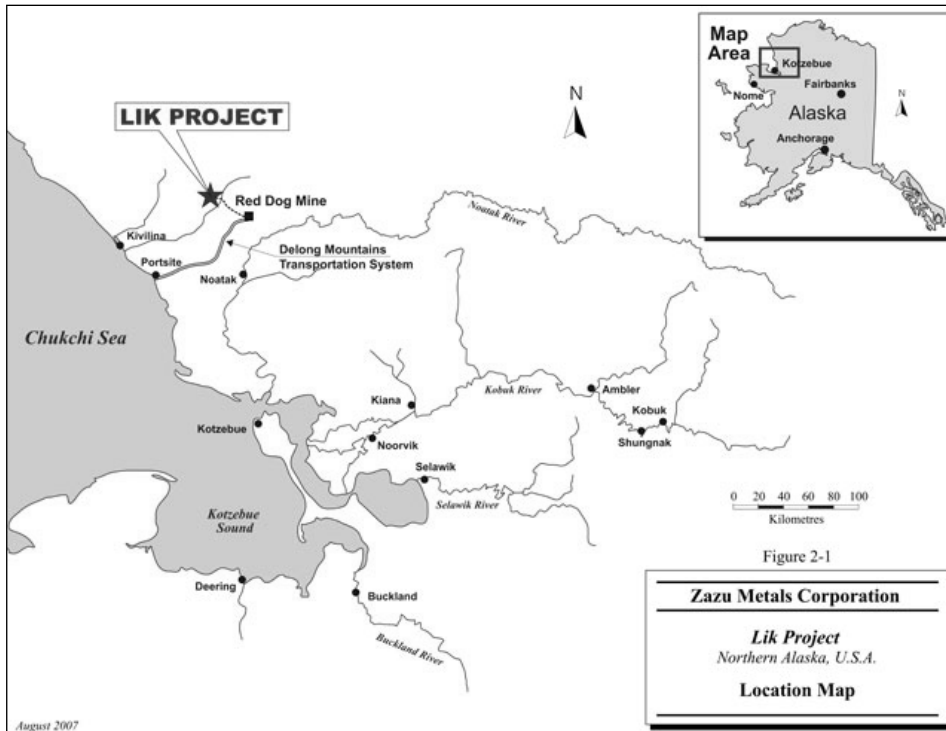 Map
Area
Kotzebue
Nome
Fairbanks
Alaska
Anchorage
N
N
LIK PROJECT
Red Dog Mine
Kivilina
Portsite
Delong Mountains
Transportation System
Noatak
Noatak River
Chukchi Sea
Kiana
Kobuk River
Ambler
Kotzebue
Noorvik
Kobuk
Shungnak
Selawik
Selawik River
Kotzebue
Sound
0 20 40 60 80 100
Kilometres
Deering
Buckland
Buckland River
Figure 2-1
Zazu Metals Corporation
Lik Project
Northern Alaska, U.S.A.
Location Map
August 2007